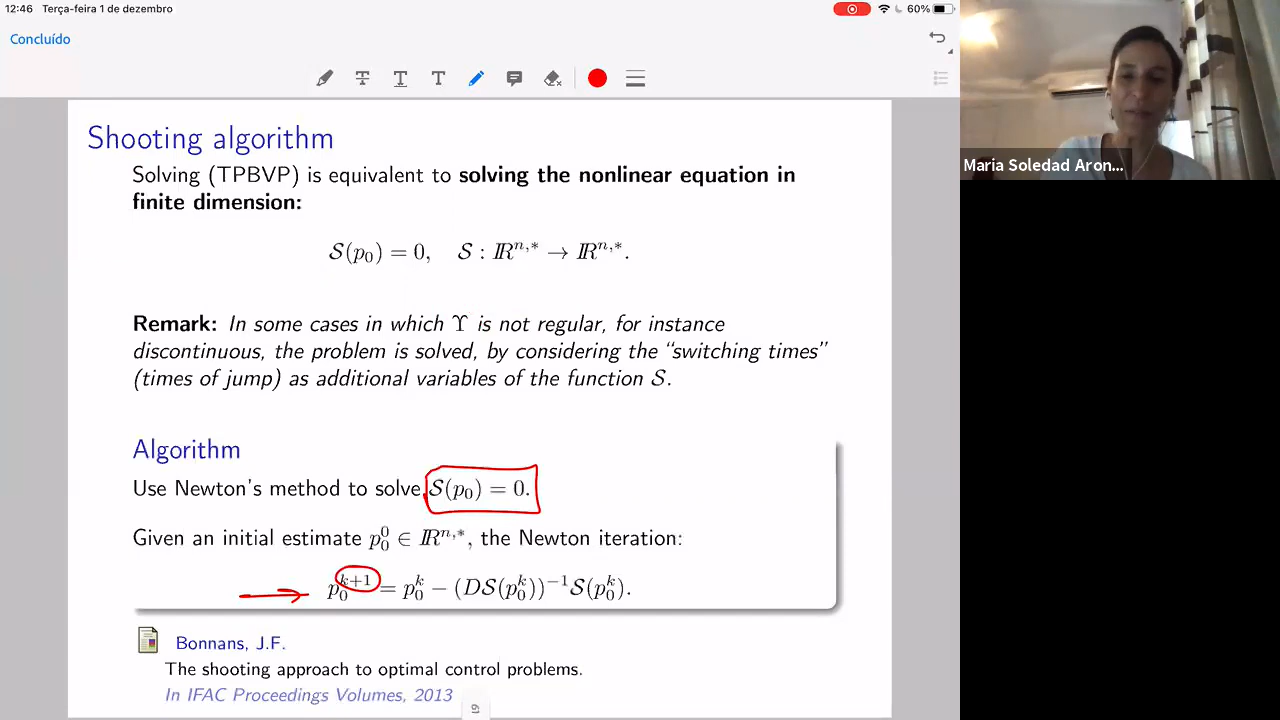 12:46 Terça-feira 1 de dezembro 60%
Concluído
T T T
Shooting algorithm
Solving (TPBVP) is equivalent to solving the nonlinear equation in
finite dimension:
𝒮(p₀) = 0, 𝒮 : ℝⁿ,* → ℝⁿ,*.
Remark: In some cases in which ϒ is not regular, for instance
discontinuous, the problem is solved, by considering the “switching times”
(times of jump) as additional variables of the function 𝒮.
Algorithm
Use Newton's method to solve 𝒮(p₀) = 0.
Given an initial estimate p₀⁰ ∈ ℝⁿ,*, the Newton iteration:
p₀ᵏ⁺¹ = p₀ᵏ − (D𝒮(p₀ᵏ))⁻¹𝒮(p₀ᵏ).
Bonnans, J.F.
The shooting approach to optimal control problems.
In IFAC Proceedings Volumes, 2013
Maria Soledad Aron...